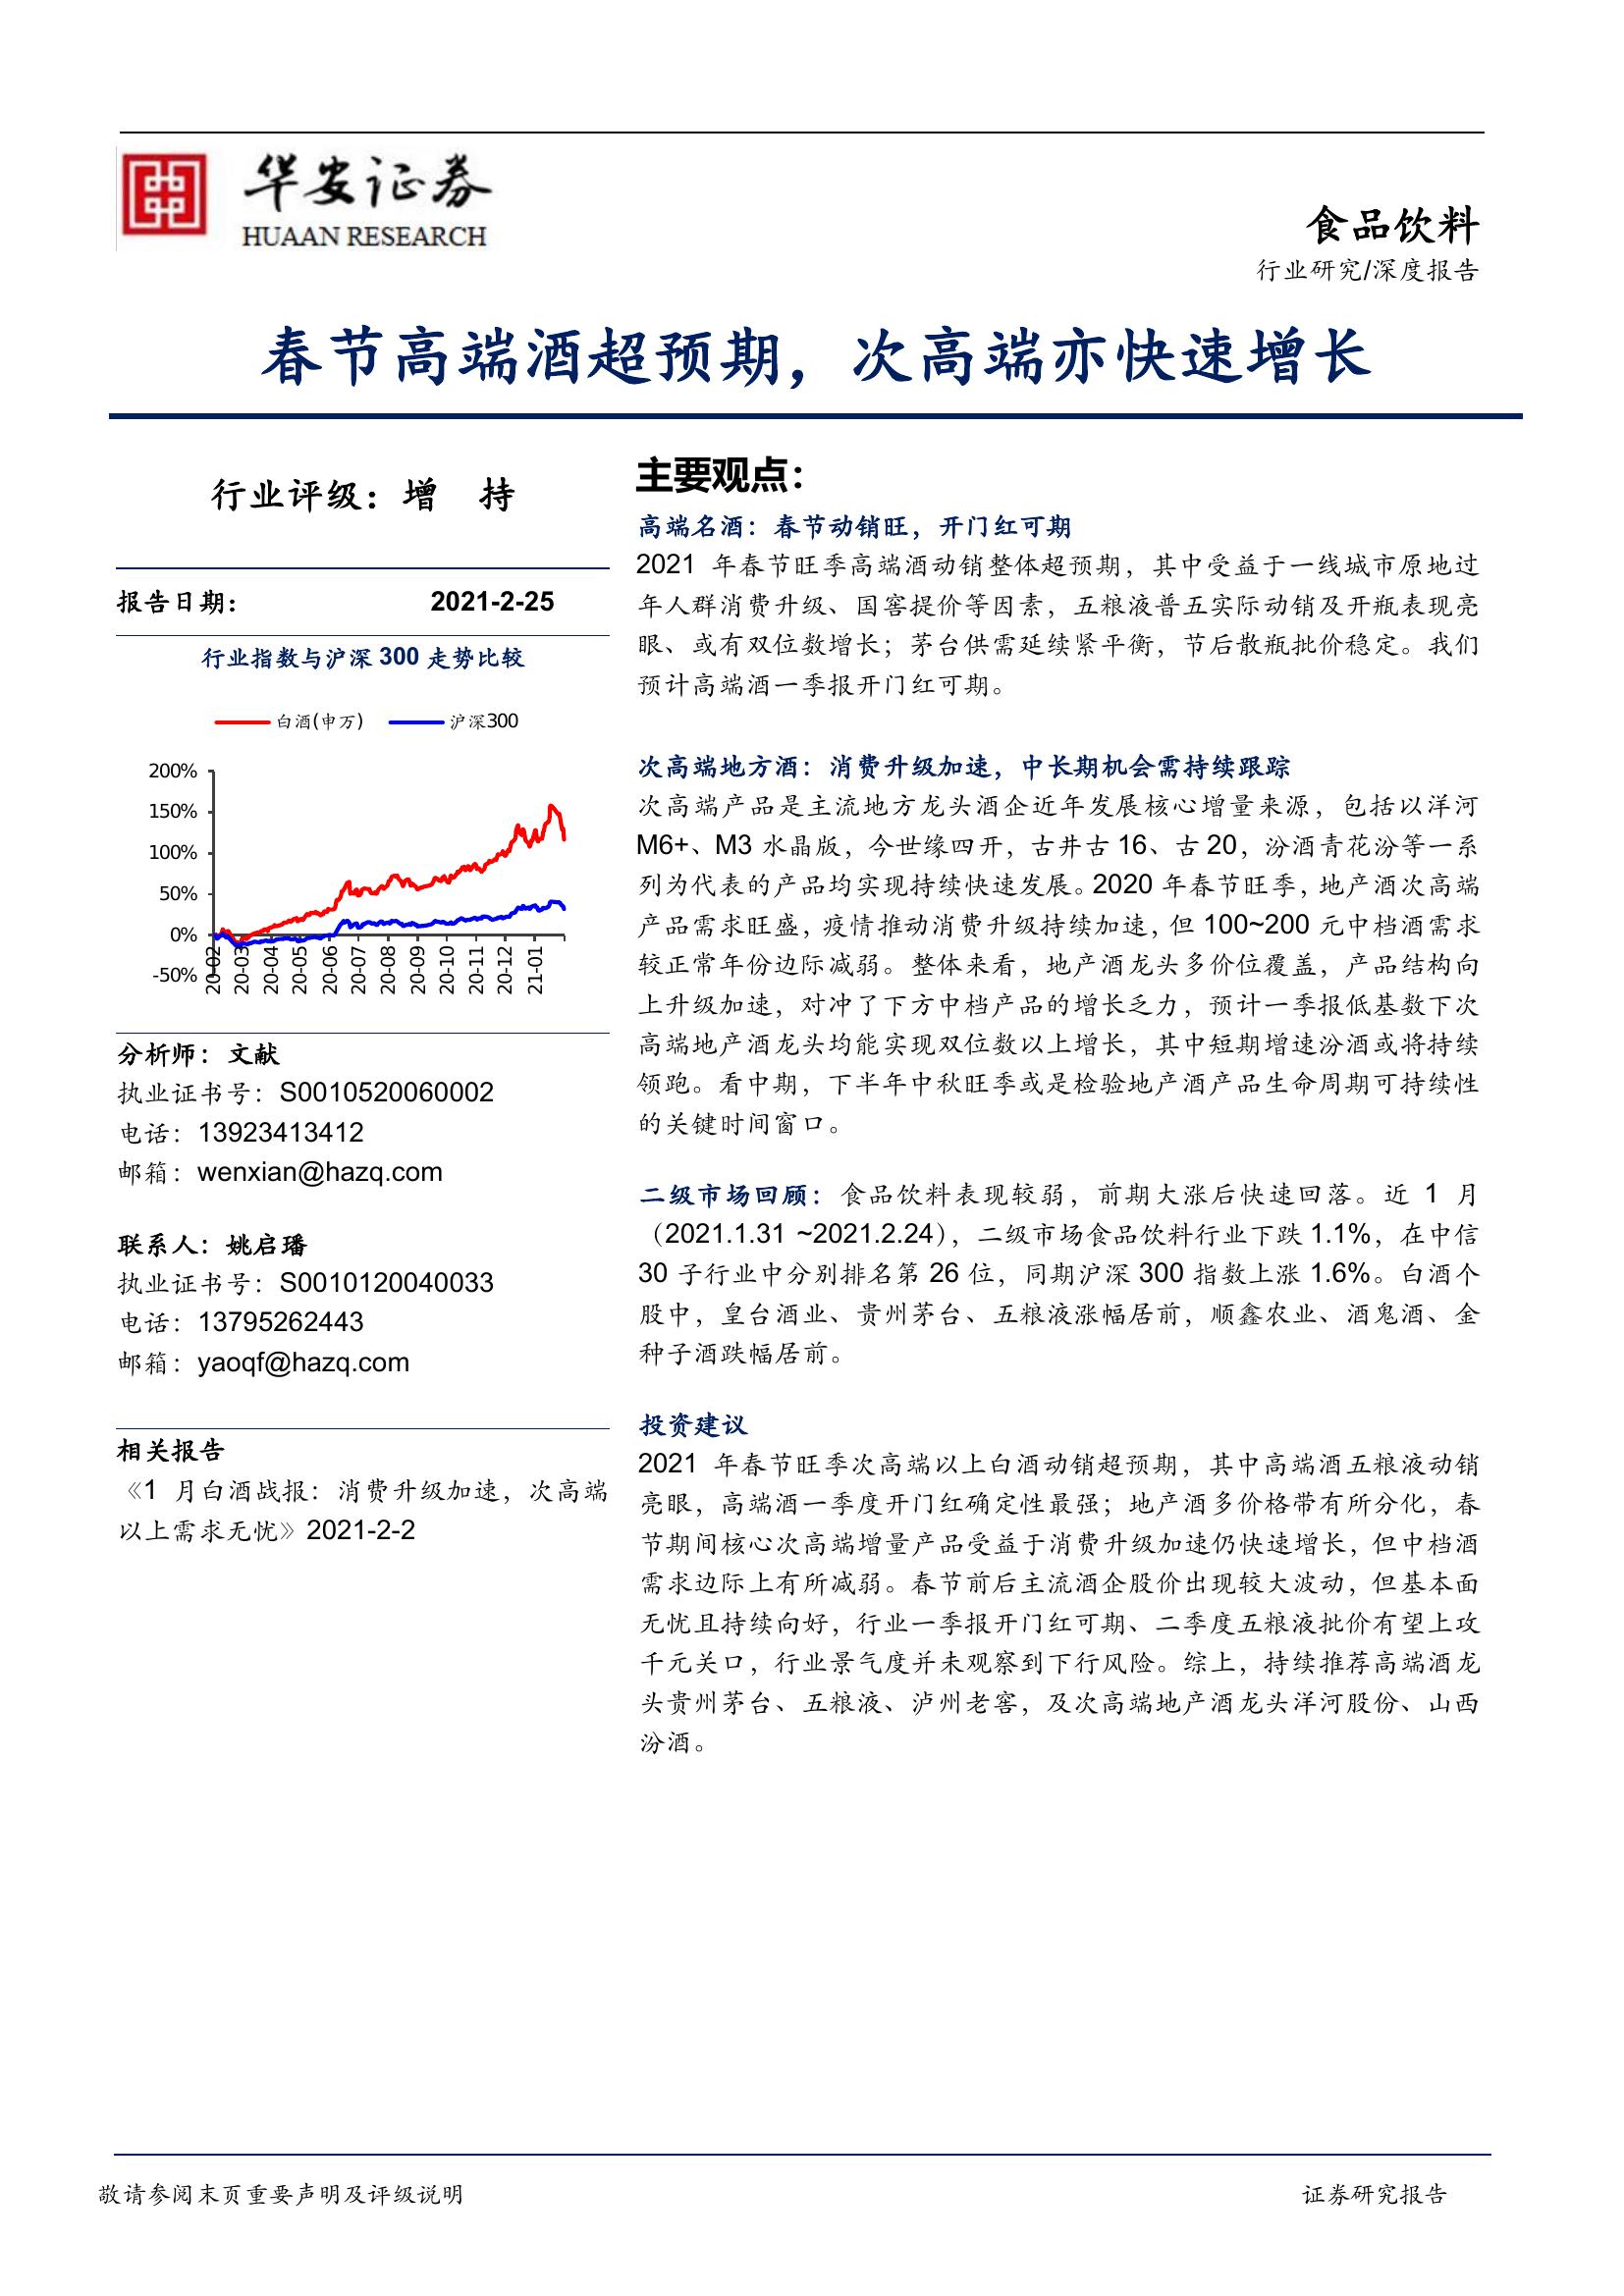 华安证券
HUAAN RESEARCH
食品饮料
行业研究/深度报告
春节高端酒超预期，次高端亦快速增长
行业评级：增 持
报告日期： 2021-2-25
行业指数与沪深 300 走势比较
白酒(申万) 沪深300
200%
150%
100%
50%
0%
-50%
20-02 20-03 20-04 20-05 20-06 20-07 20-08 20-09 20-10 20-11 20-12 21-01
分析师：文献
执业证书号：S0010520060002
电话：13923413412
邮箱：wenxian@hazq.com
联系人：姚启璠
执业证书号：S0010120040033
电话：13795262443
邮箱：yaoqf@hazq.com
相关报告
《1 月白酒战报：消费升级加速，次高端
以上需求无忧》2021-2-2
主要观点：
高端名酒：春节动销旺，开门红可期
2021 年春节旺季高端酒动销整体超预期，其中受益于一线城市原地过
年人群消费升级、国窖提价等因素，五粮液普五实际动销及开瓶表现亮
眼、或有双位数增长；茅台供需延续紧平衡，节后散瓶批价稳定。我们
预计高端酒一季报开门红可期。
次高端地方酒：消费升级加速，中长期机会需持续跟踪
次高端产品是主流地方龙头酒企近年发展核心增量来源，包括以洋河
M6+、M3 水晶版，今世缘四开，古井古 16、古 20，汾酒青花汾等一系
列为代表的产品均实现持续快速发展。2020 年春节旺季，地产酒次高端
产品需求旺盛，疫情推动消费升级持续加速，但 100~200 元中档酒需求
较正常年份边际减弱。整体来看，地产酒龙头多价位覆盖，产品结构向
上升级加速，对冲了下方中档产品的增长乏力，预计一季报低基数下次
高端地产酒龙头均能实现双位数以上增长，其中短期增速汾酒或将持续
领跑。看中期，下半年中秋旺季或是检验地产酒产品生命周期可持续性
的关键时间窗口。
二级市场回顾：食品饮料表现较弱，前期大涨后快速回落。近 1 月
（2021.1.31 ~2021.2.24），二级市场食品饮料行业下跌 1.1%，在中信
30 子行业中分别排名第 26 位，同期沪深 300 指数上涨 1.6%。白酒个
股中，皇台酒业、贵州茅台、五粮液涨幅居前，顺鑫农业、酒鬼酒、金
种子酒跌幅居前。
投资建议
2021 年春节旺季次高端以上白酒动销超预期，其中高端酒五粮液动销
亮眼，高端酒一季度开门红确定性最强；地产酒多价格带有所分化，春
节期间核心次高端增量产品受益于消费升级加速仍快速增长，但中档酒
需求边际上有所减弱。春节前后主流酒企股价出现较大波动，但基本面
无忧且持续向好，行业一季报开门红可期、二季度五粮液批价有望上攻
千元关口，行业景气度并未观察到下行风险。综上，持续推荐高端酒龙
头贵州茅台、五粮液、泸州老窖，及次高端地产酒龙头洋河股份、山西
汾酒。
敬请参阅末页重要声明及评级说明 证券研究报告